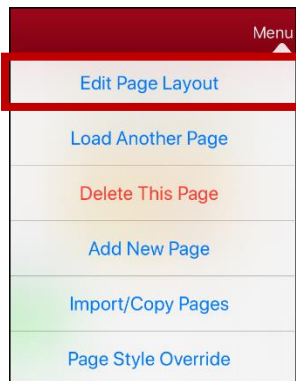 Menu
Edit Page Layout
Load Another Page
Delete This Page
Add New Page
Import/Copy Pages
Page Style Override